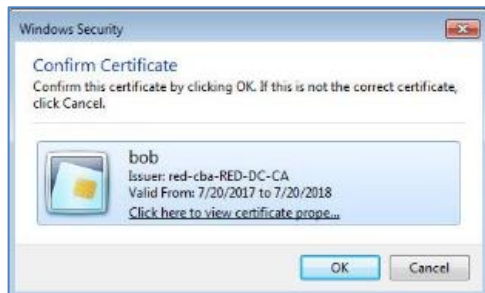 Windows Security
Confirm Certificate
Confirm this certificate by clicking OK. If this is not the correct certificate,
click Cancel.
bob
Issuer: red-cba-RED-DC-CA
Valid From: 7/20/2017 to 7/20/2018
Click here to view certificate prope...
OK
Cancel